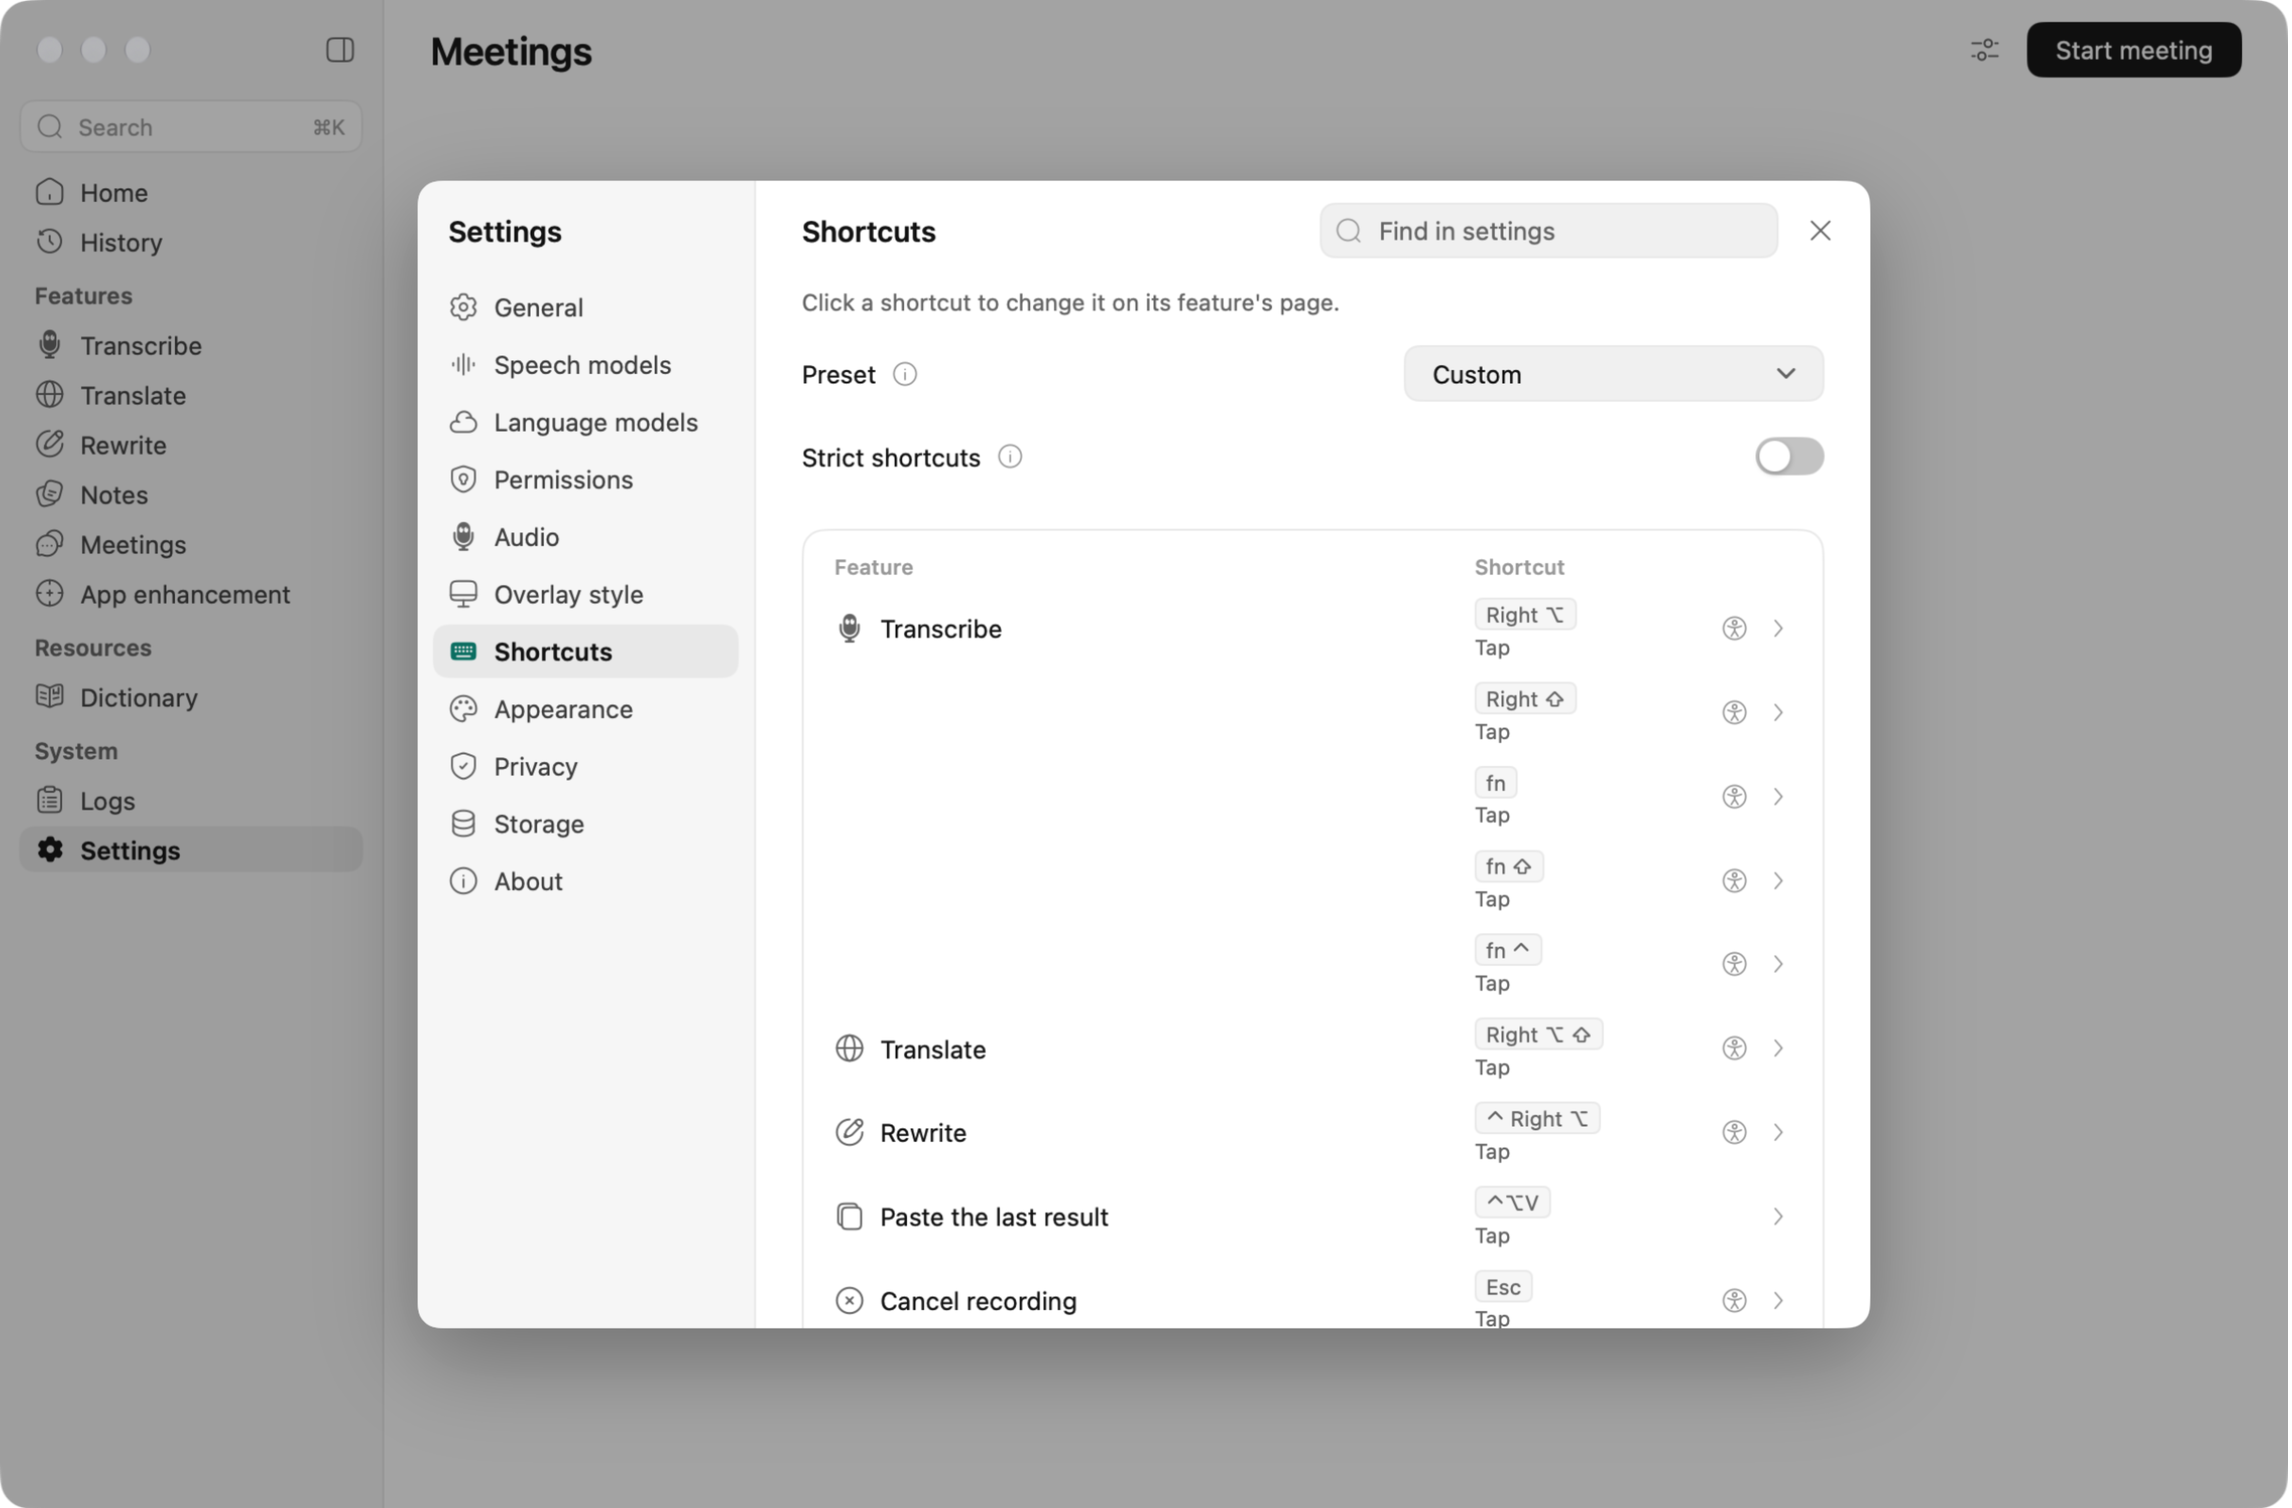 Meetings
Start meeting
Search ⌘K
Home
History
Features
Transcribe
Translate
Rewrite
Notes
Meetings
App enhancement
Resources
Dictionary
System
Logs
Settings
Settings
General
Speech models
Language models
Permissions
Audio
Overlay style
Shortcuts
Appearance
Privacy
Storage
About
Shortcuts
Find in settings
Click a shortcut to change it on its feature's page.
Preset
Custom
Strict shortcuts
Feature Shortcut
Transcribe
Right ⌥
Tap
Right ⇧
Tap
fn
Tap
fn ⇧
Tap
fn ^
Tap
Translate
Right ⌥ ⇧
Tap
Rewrite
^ Right ⌥
Tap
Paste the last result
^⌥V
Tap
Cancel recording
Esc
Tap